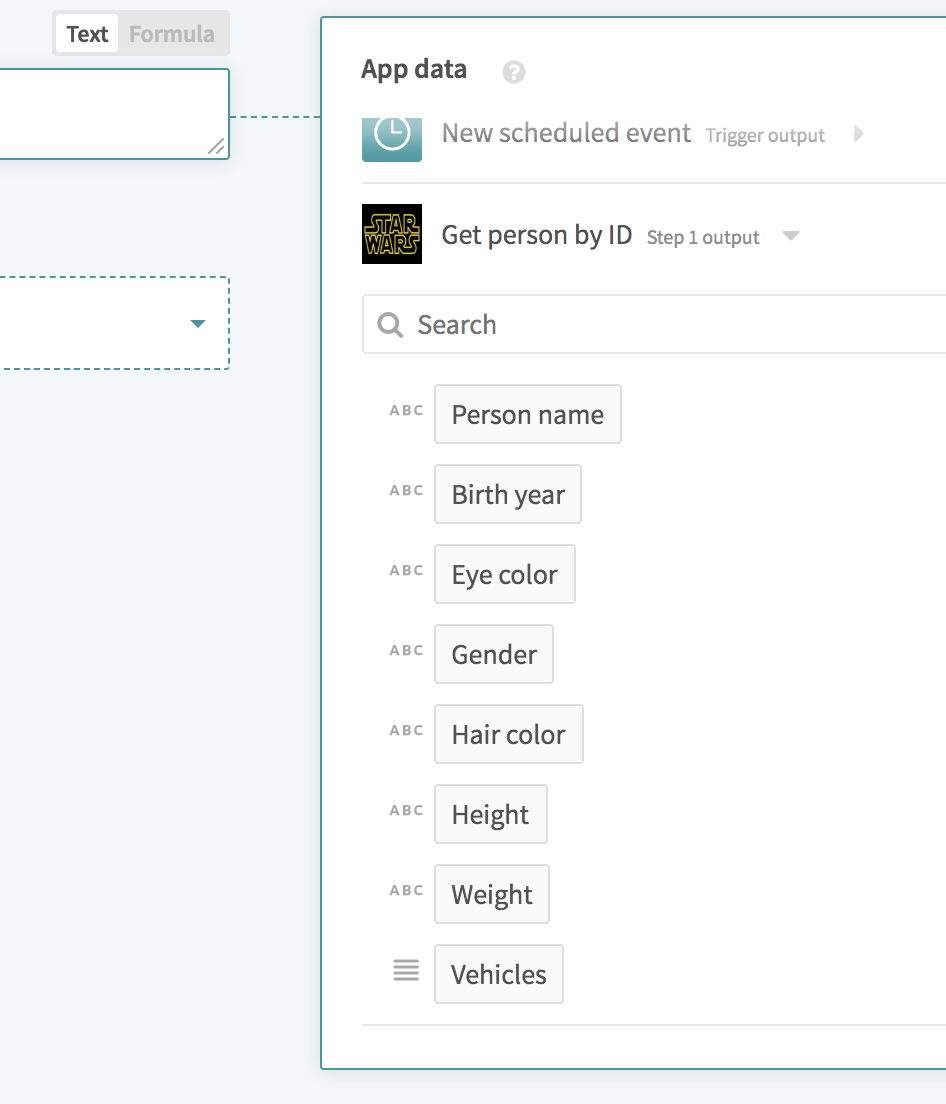 Text Formula
App data ?
New scheduled event Trigger output
STAR WARS Get person by ID Step 1 output
Search
ABC Person name
ABC Birth year
ABC Eye color
ABC Gender
ABC Hair color
ABC Height
ABC Weight
Vehicles